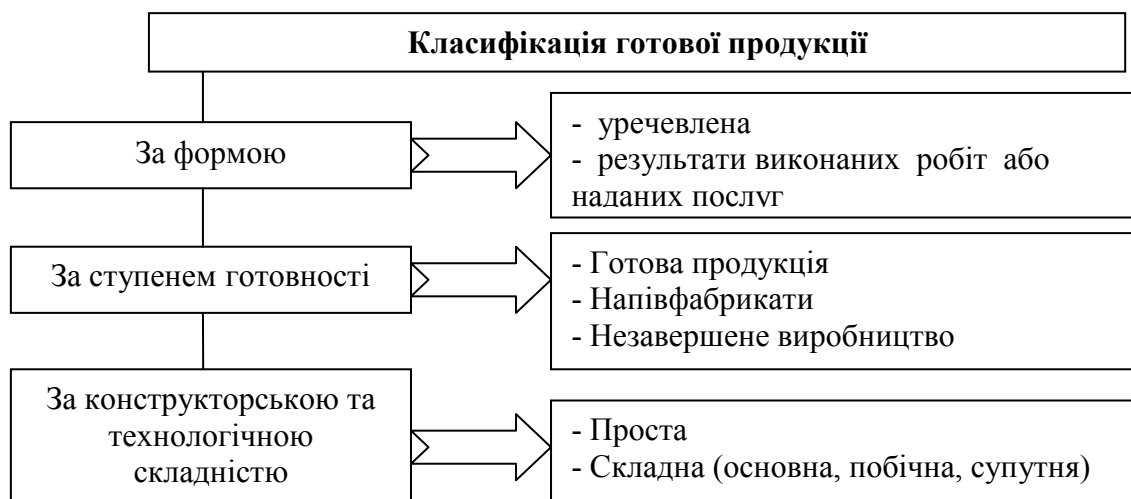 Класифікація готової продукції
За формою
- уречевлена
- результати виконаних робіт або
наданих послуг
За ступенем готовності
- Готова продукція
- Напівфабрикати
- Незавершене виробництво
За конструкторською та
технологічною
складністю
- Проста
- Складна (основна, побічна, супутня)